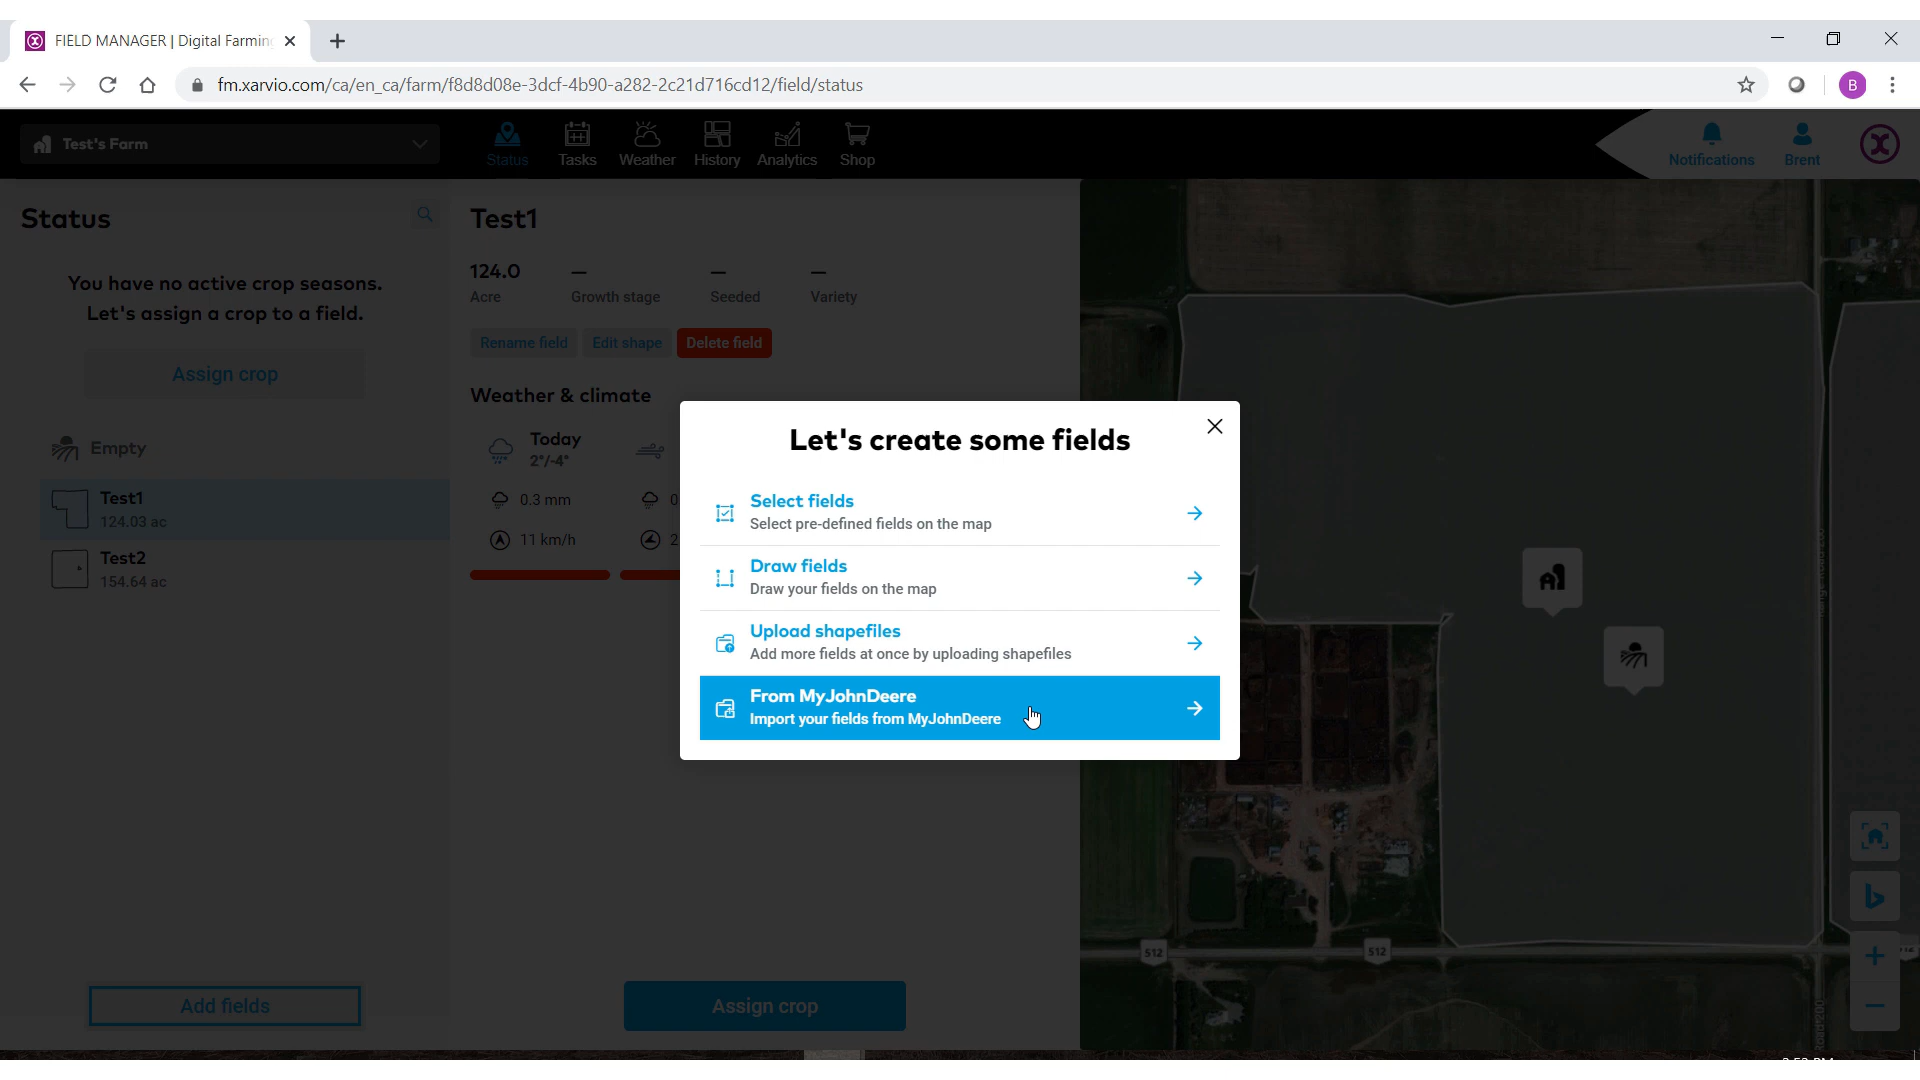 FIELD MANAGER | Digital Farming
fm.xarvio.com/ca/en_ca/farm/f8d8d08e-3dcf-4b90-a282-2c21d716cd12/field/status
B
Test's Farm
Status
Tasks
Weather
History
Analytics
Shop
Notifications
Brent
Status
You have no active crop seasons.
Let's assign a crop to a field.
Assign crop
Empty
Test1
124.03 ac
Test2
154.64 ac
Add fields
Test1
124.0
—
—
—
Acre
Growth stage
Seeded
Variety
Rename field
Edit shape
Delete field
Weather & climate
Today
2°/-4°
0.3 mm
0
11 km/h
2
Assign crop
Let's create some fields
Select fields
Select pre-defined fields on the map
Draw fields
Draw your fields on the map
Upload shapefiles
Add more fields at once by uploading shapefiles
From MyJohnDeere
Import your fields from MyJohnDeere
512
512